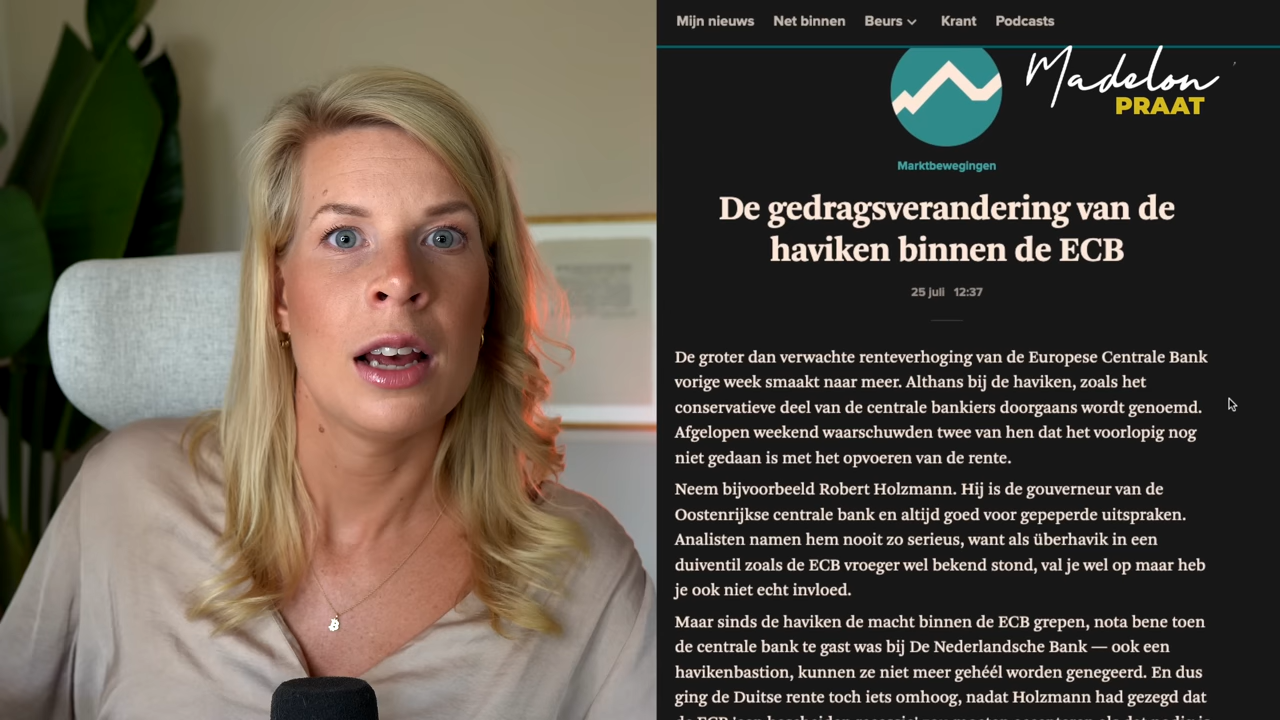 Mijn nieuws Net binnen Beurs Krant Podcasts
Madelon
PRAAT
Marktbewegingen
De gedragsverandering van de
haviken binnen de ECB
25 juli 12:37
De groter dan verwachte renteverhoging van de Europese Centrale Bank
vorige week smaakt naar meer. Althans bij de haviken, zoals het
conservatieve deel van de centrale bankiers doorgaans wordt genoemd.
Afgelopen weekend waarschuwden twee van hen dat het voorlopig nog
niet gedaan is met het opvoeren van de rente.
Neem bijvoorbeeld Robert Holzmann. Hij is de gouverneur van de
Oostenrijkse centrale bank en altijd goed voor gepeperde uitspraken.
Analisten namen hem nooit zo serieus, want als überhavik in een
duiventil zoals de ECB vroeger wel bekend stond, val je wel op maar heb
je ook niet echt invloed.
Maar sinds de haviken de macht binnen de ECB grepen, nota bene toen
de centrale bank te gast was bij De Nederlandsche Bank — ook een
havikenbastion, kunnen ze niet meer gehéél worden genegeerd. En dus
ging de Duitse rente toch iets omhoog, nadat Holzmann had gezegd dat